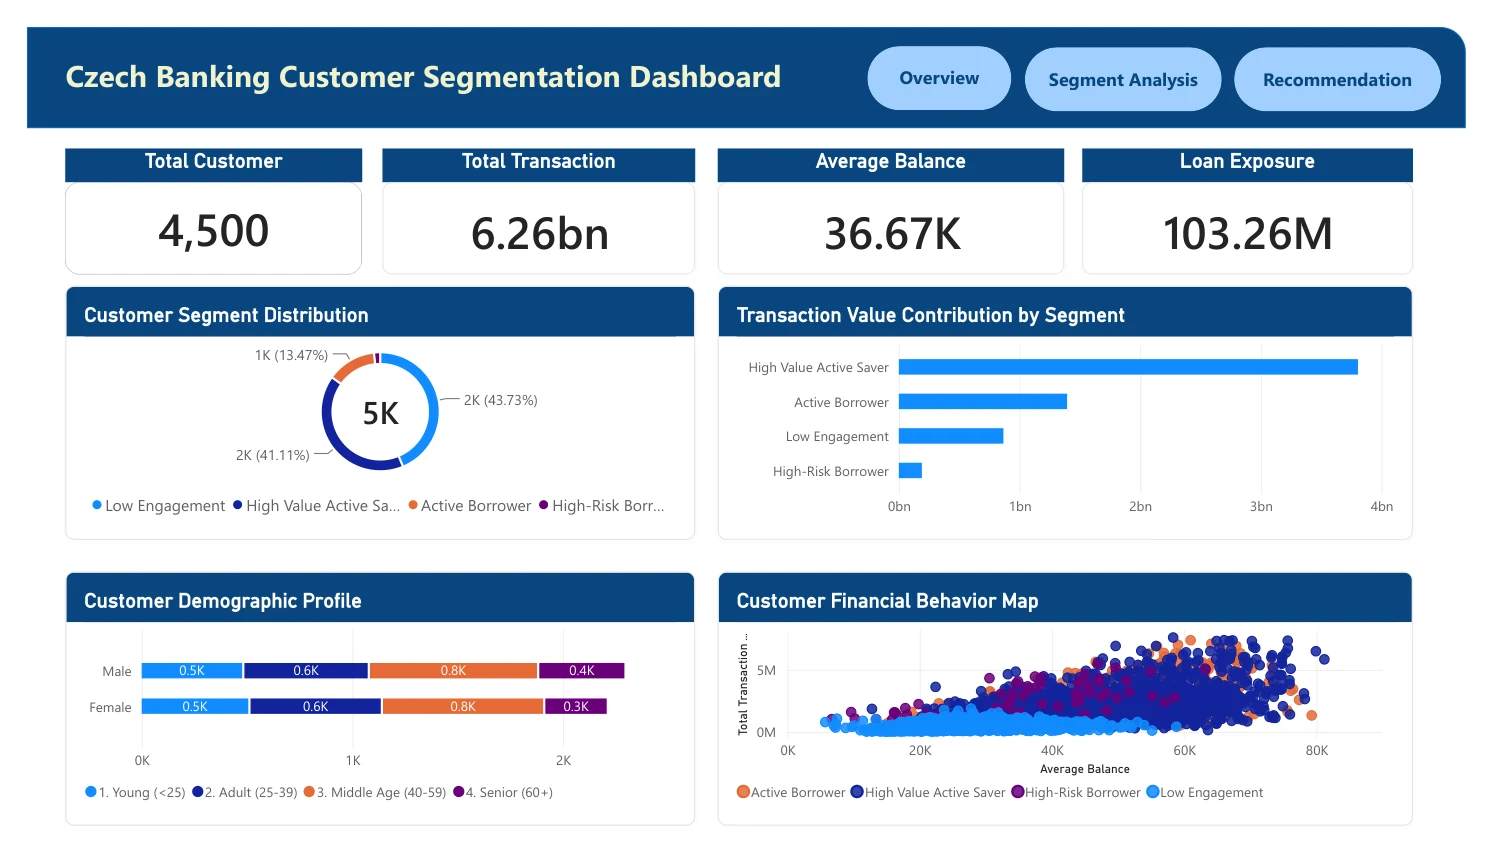 Czech Banking Customer Segmentation Dashboard
Overview
Segment Analysis
Recommendation
Total Customer
Total Transaction
Average Balance
Loan Exposure
4,500
6.26bn
36.67K
103.26M
Customer Segment Distribution
1K (13.47%)
2K (43.73%)
5K
2K (41.11%)
Low Engagement
High Value Active Sa...
Active Borrower
High-Risk Borr...
Transaction Value Contribution by Segment
High Value Active Saver
Active Borrower
Low Engagement
High-Risk Borrower
0bn 1bn 2bn 3bn 4bn
Customer Demographic Profile
Male 0.5K 0.6K 0.8K 0.4K
Female 0.5K 0.6K 0.8K 0.3K
0K 1K 2K
1. Young (<25) 2. Adult (25-39) 3. Middle Age (40-59) 4. Senior (60+)
Customer Financial Behavior Map
Total Transaction ...
5M
0M
0K 20K 40K 60K 80K
Average Balance
Active Borrower High Value Active Saver High-Risk Borrower Low Engagement